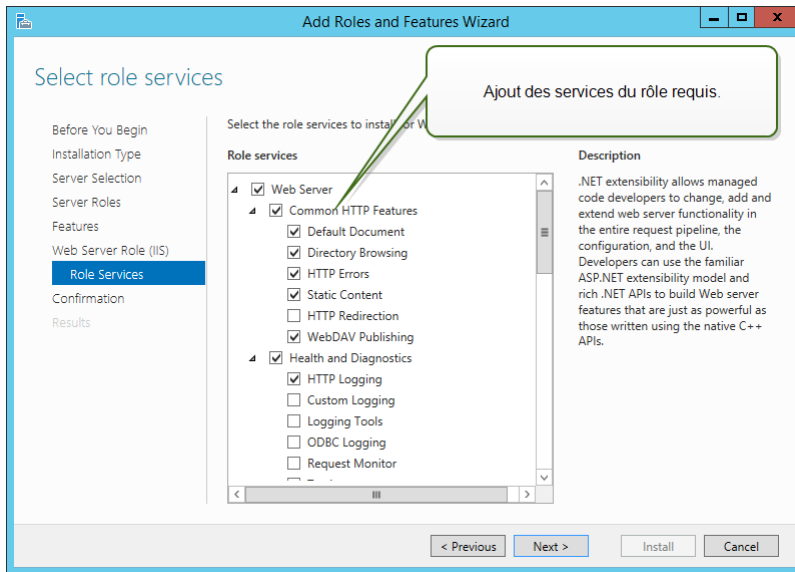 Add Roles and Features Wizard
Select role services
Ajout des services du rôle requis.
Before You Begin
Installation Type
Server Selection
Server Roles
Features
Web Server Role (IIS)
Role Services
Confirmation
Results
Select the role services to install for W
Role services
Web Server
Common HTTP Features
Default Document
Directory Browsing
HTTP Errors
Static Content
HTTP Redirection
WebDAV Publishing
Health and Diagnostics
HTTP Logging
Custom Logging
Logging Tools
ODBC Logging
Request Monitor
Description
.NET extensibility allows managed
code developers to change, add and
extend web server functionality in
the entire request pipeline, the
configuration, and the UI.
Developers can use the familiar
ASP.NET extensibility model and
rich .NET APIs to build Web server
features that are just as powerful as
those written using the native C++
APIs.
< Previous
Next >
Install
Cancel